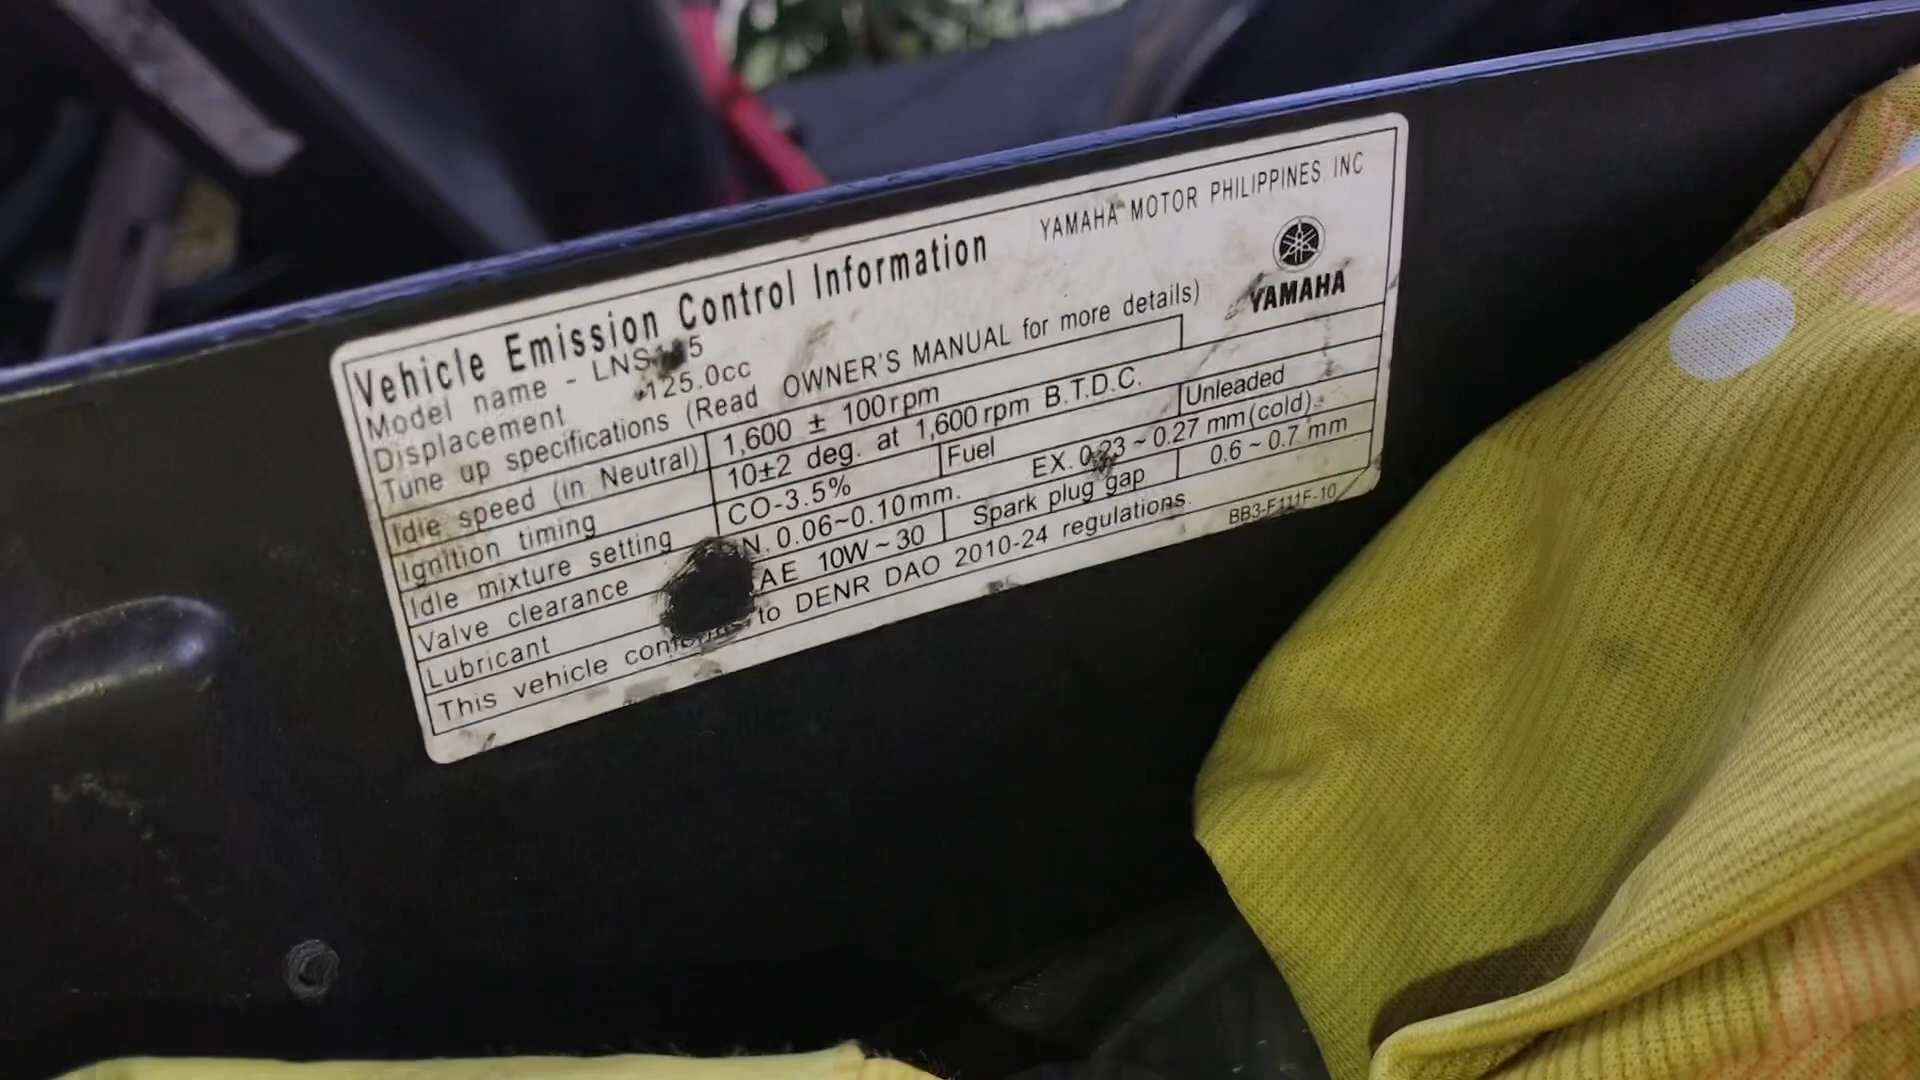 Vehicle Emission Control Information
YAMAHA MOTOR PHILIPPINES, INC
YAMAHA
Model name -
Displacement 125.0cc
Tune up specifications (Read OWNER'S MANUAL for more details)
Idle speed (in Neutral) 1,600 ± 100rpm
Ignition timing 10±2 deg. at 1,600 rpm B.T.D.C.
Idle mixture setting CO-3.5% Fuel Unleaded
Valve clearance 0.06~0.10mm. EX. 0.23 ~ 0.27 mm(cold).
Lubricant 10W ~ 30 Spark plug gap 0.6 ~ 0.7 mm
This vehicle to DENR DAO 2010-24 regulations.
BB3-F111F-10